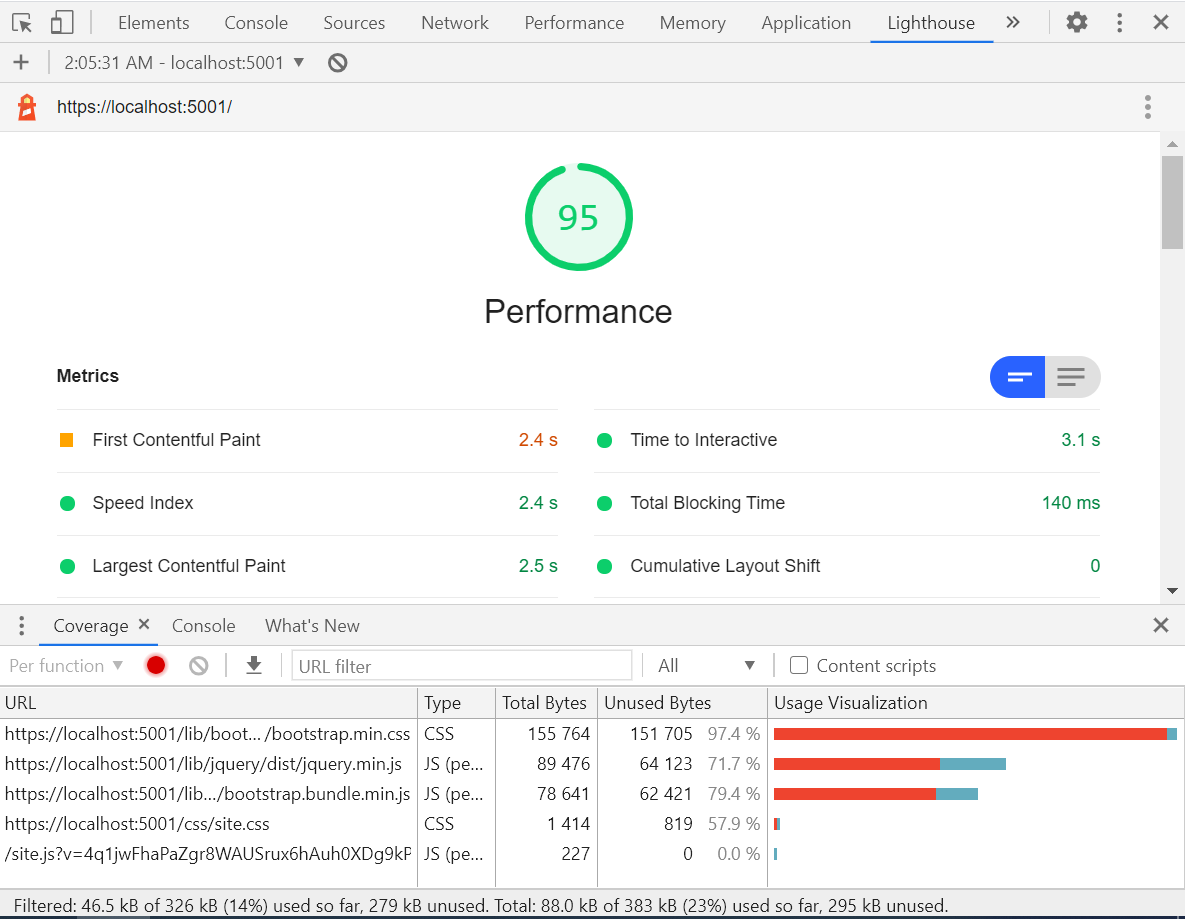 Elements Console Sources Network Performance Memory Application Lighthouse »
2:05:31 AM - localhost:5001
https://localhost:5001/
95
Performance
Metrics
First Contentful Paint 2.4 s Time to Interactive 3.1 s
Speed Index 2.4 s Total Blocking Time 140 ms
Largest Contentful Paint 2.5 s Cumulative Layout Shift 0
Coverage Console What's New
Per function URL filter All Content scripts
URL Type Total Bytes Unused Bytes Usage Visualization
https://localhost:5001/lib/boot… /bootstrap.min.css CSS 155 764 151 705 97.4 %
https://localhost:5001/lib/jquery/dist/jquery.min.js JS (pe… 89 476 64 123 71.7 %
https://localhost:5001/lib…/bootstrap.bundle.min.js JS (pe… 78 641 62 421 79.4 %
https://localhost:5001/css/site.css CSS 1 414 819 57.9 %
/site.js?v=4q1jwFhaPaZgr8WAUSrux6hAuh0XDg9kP JS (pe… 227 0 0.0 %
Filtered: 46.5 kB of 326 kB (14%) used so far, 279 kB unused. Total: 88.0 kB of 383 kB (23%) used so far, 295 kB unused.